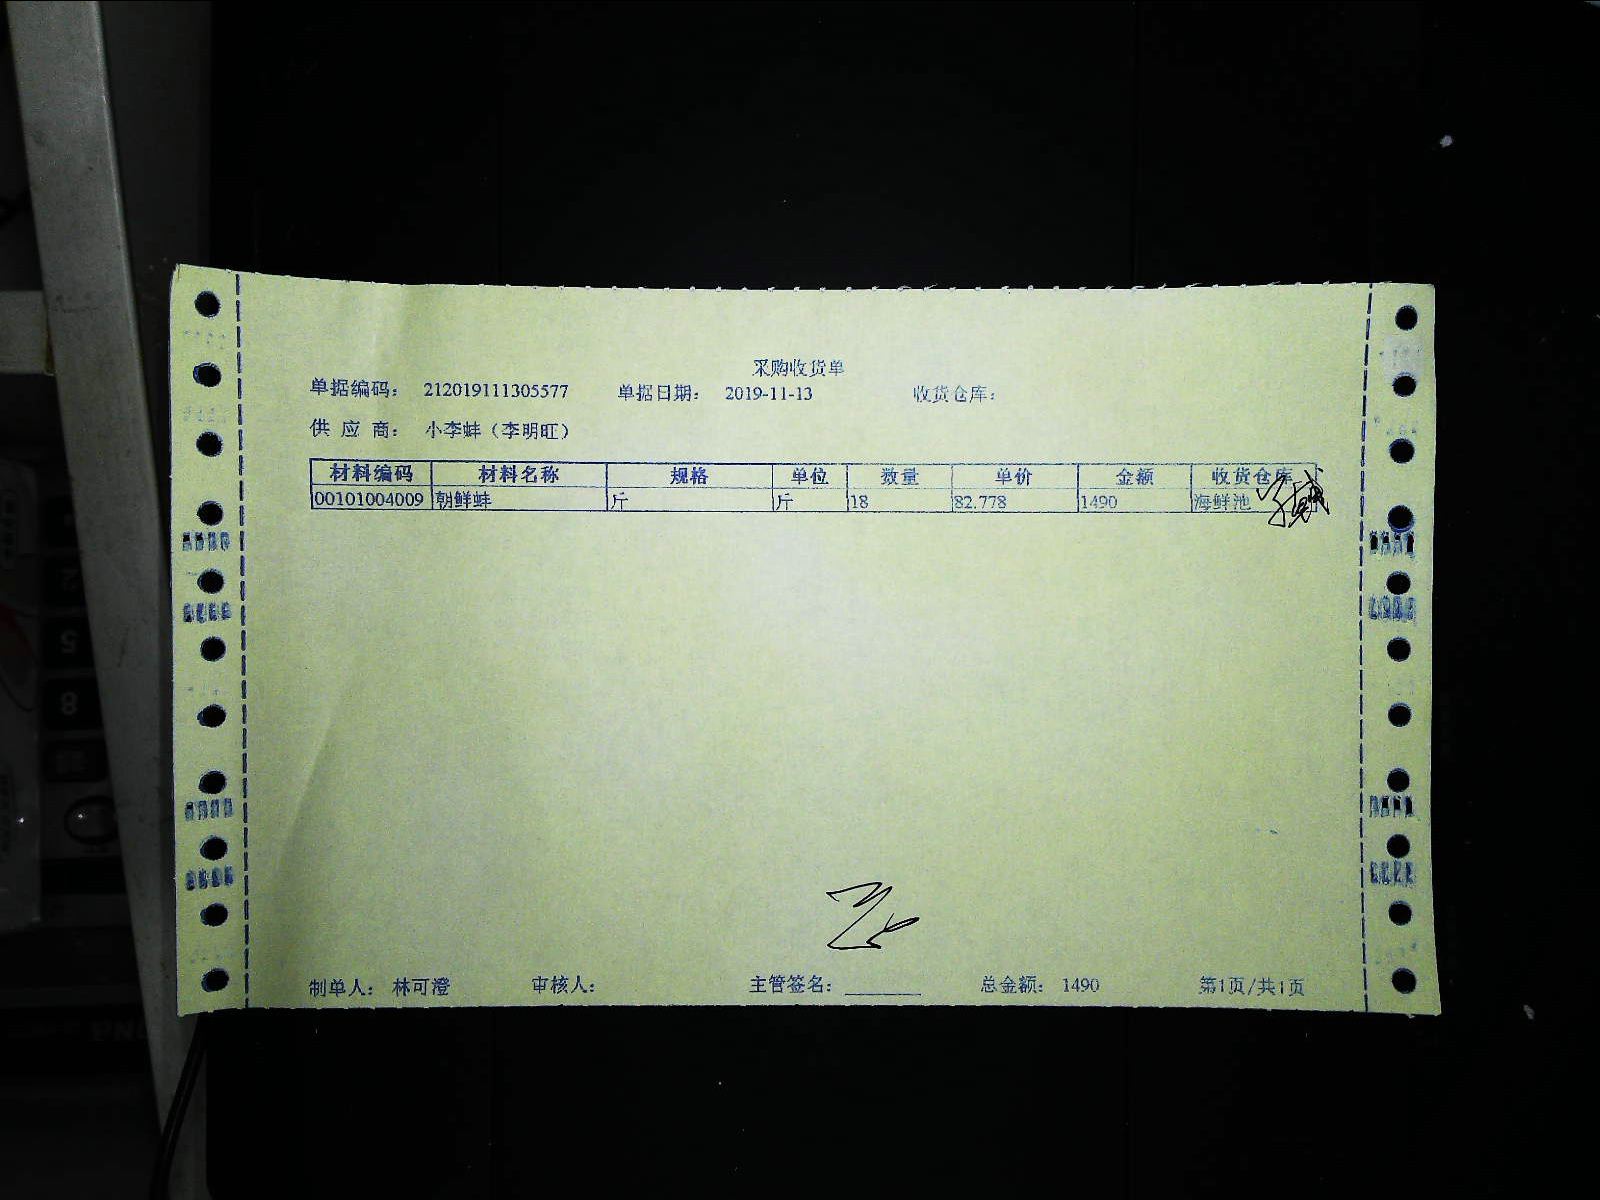 采购收货单
单据编码： 212019111305577 单据日期： 2019-11-13 收货仓库：
供 应 商： 小李蚌（李明旺）
材料编码 材料名称 规格 单位 数量 单价 金额 收货仓库
00101004009 朝鲜蚌 斤 斤 18 82.778 1490 海鲜池
制单人： 林可澄 审核人： 主管签名： 总金额： 1490 第1页/共1页